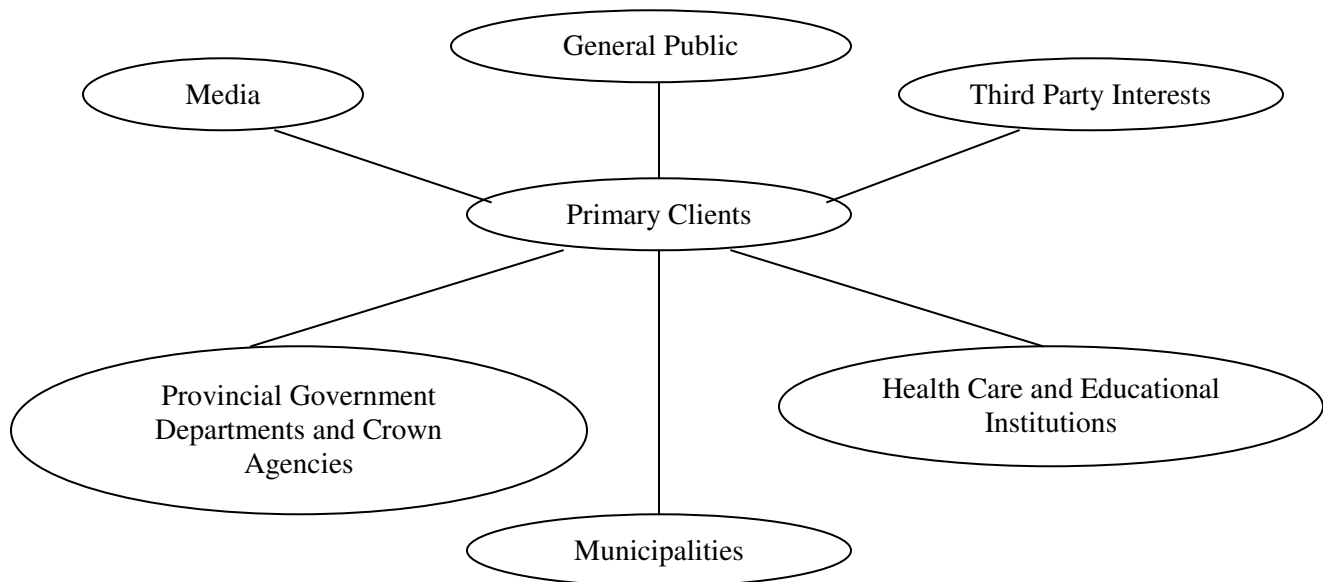 General Public
Media
Third Party Interests
Primary Clients
Provincial Government
Departments and Crown
Agencies
Health Care and Educational
Institutions
Municipalities